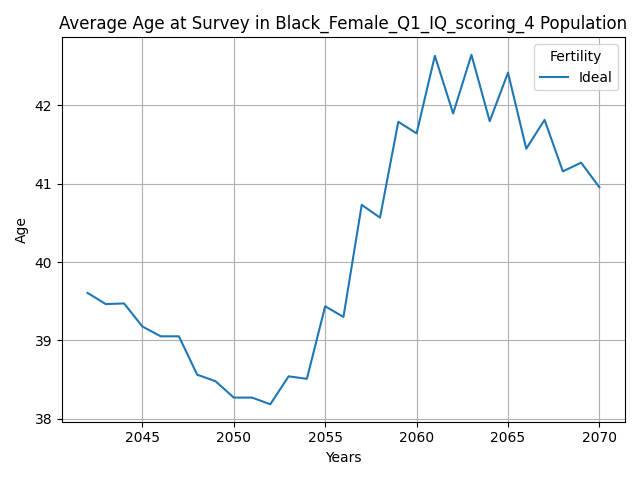 Average Age at Survey in Black_Female_Q1_IQ_scoring_4 Population
Fertility
Ideal
42
41
40
39
38
Age
2045 2050 2055 2060 2065 2070
Years